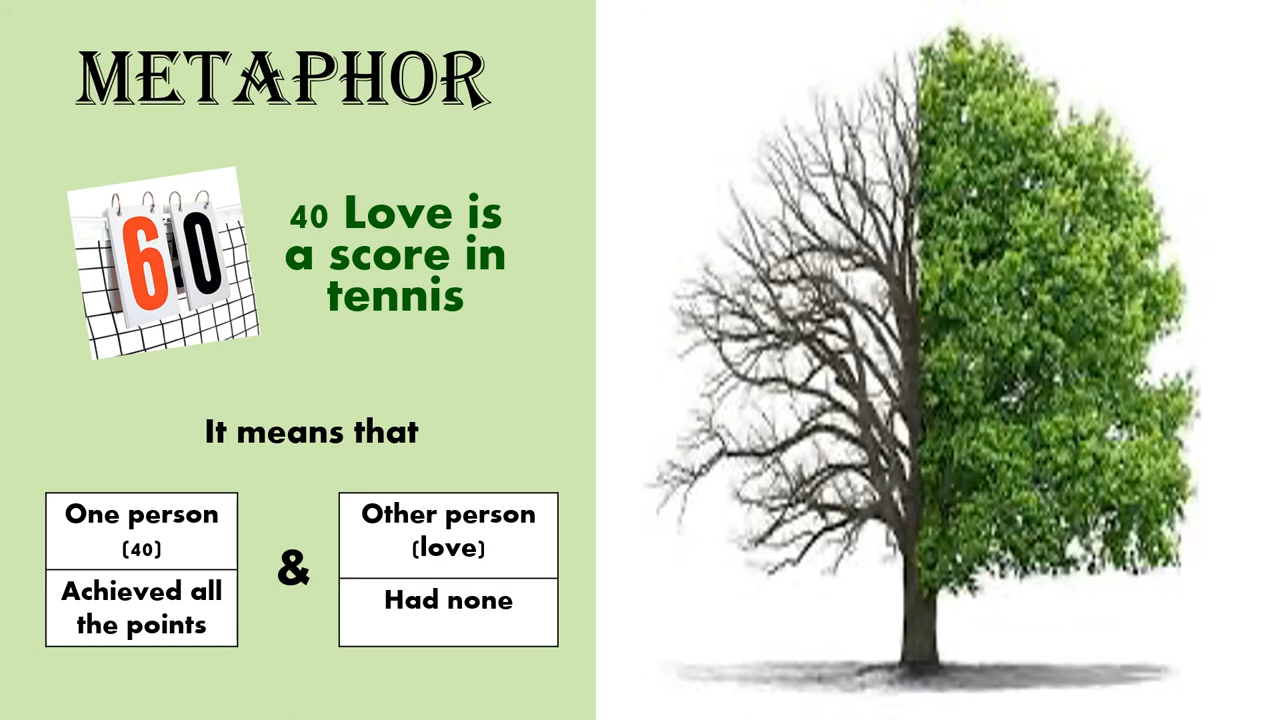 METAPHOR
60
40 Love is
a score in
tennis
It means that
One person
(40)
Achieved all
the points
&
Other person
(love)
Had none